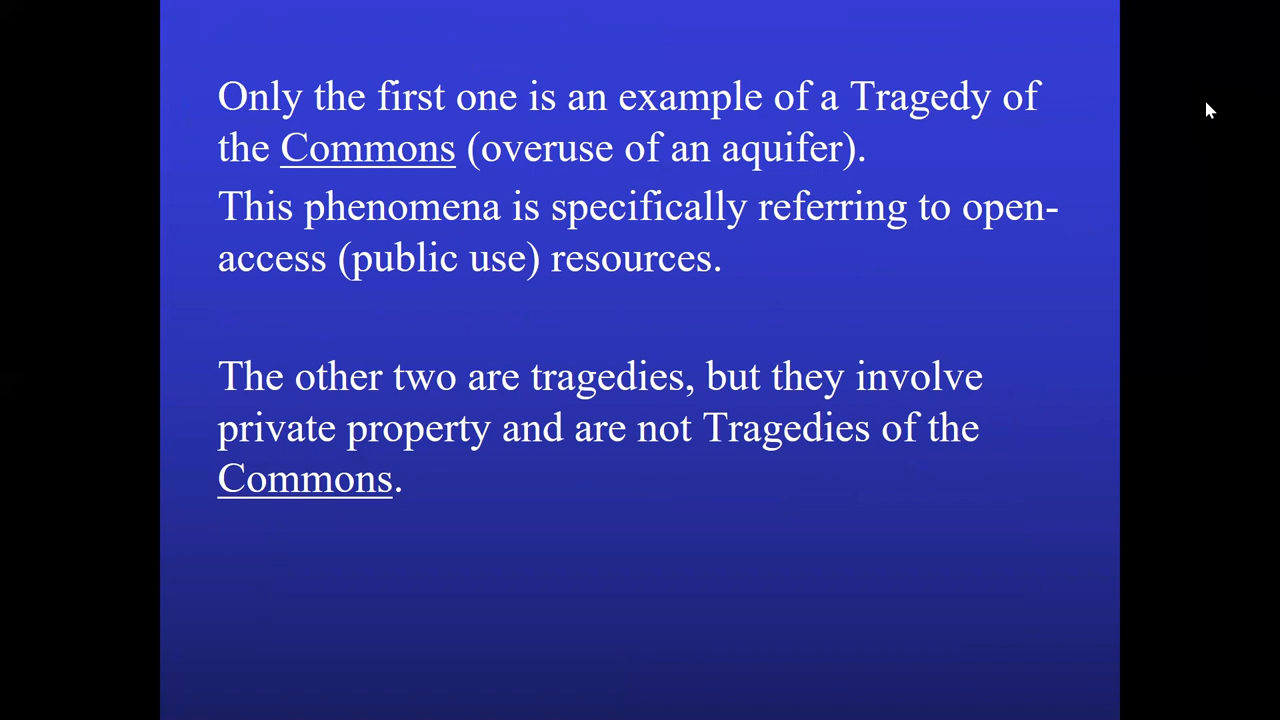 Only the first one is an example of a Tragedy of
the Commons (overuse of an aquifer).
This phenomena is specifically referring to open-
access (public use) resources.
The other two are tragedies, but they involve
private property and are not Tragedies of the
Commons.